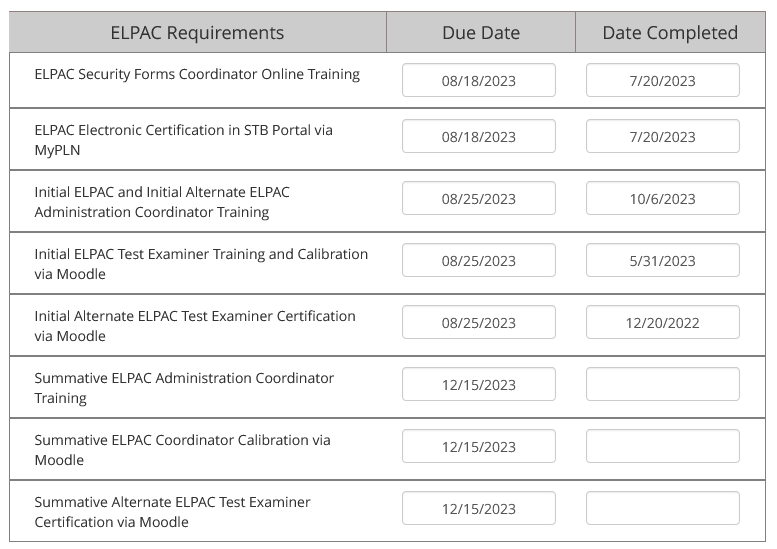 ELPAC Requirements Due Date Date Completed
ELPAC Security Forms Coordinator Online Training 08/18/2023 7/20/2023
ELPAC Electronic Certification in STB Portal via
MyPLN 08/18/2023 7/20/2023
Initial ELPAC and Initial Alternate ELPAC
Administration Coordinator Training 08/25/2023 10/6/2023
Initial ELPAC Test Examiner Training and Calibration
via Moodle 08/25/2023 5/31/2023
Initial Alternate ELPAC Test Examiner Certification
via Moodle 08/25/2023 12/20/2022
Summative ELPAC Administration Coordinator
Training 12/15/2023
Summative ELPAC Coordinator Calibration via
Moodle 12/15/2023
Summative Alternate ELPAC Test Examiner
Certification via Moodle 12/15/2023